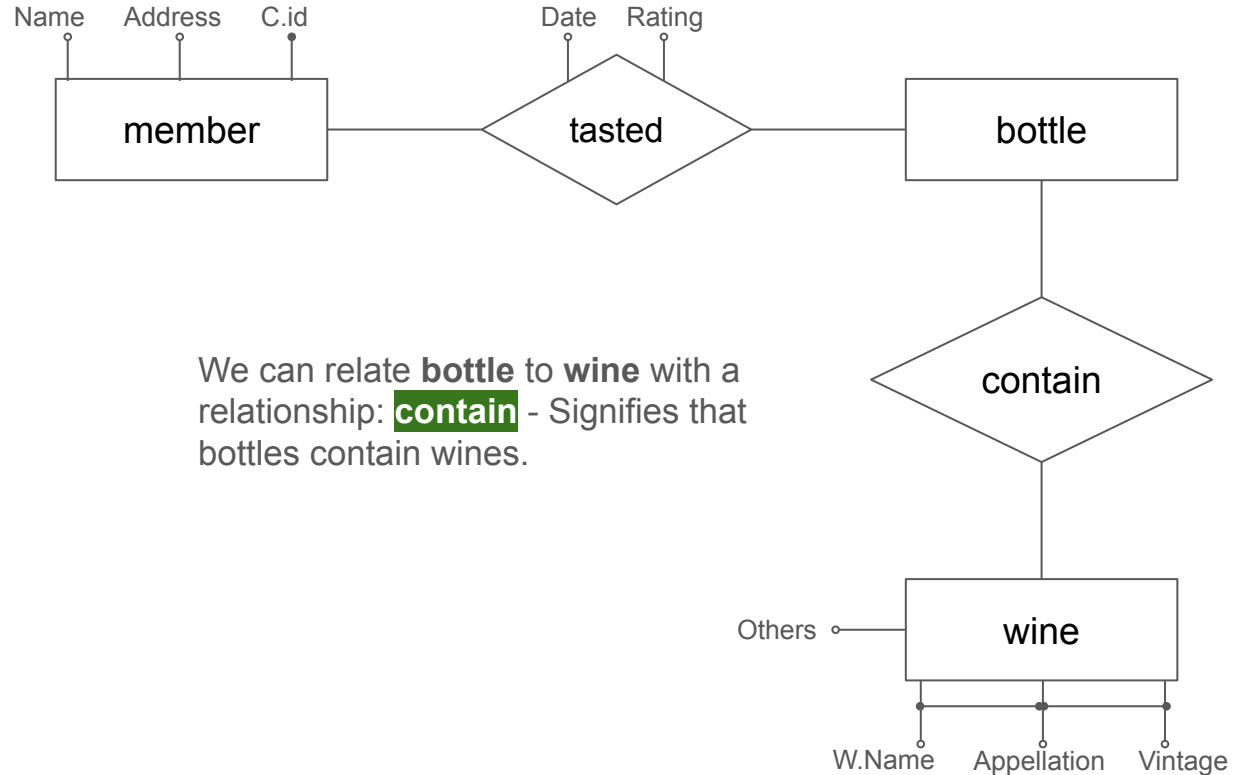 Name Address C.id Date Rating
member tasted bottle
We can relate bottle to wine with a
relationship: contain - Signifies that
bottles contain wines.
contain
Others wine
W.Name Appellation Vintage